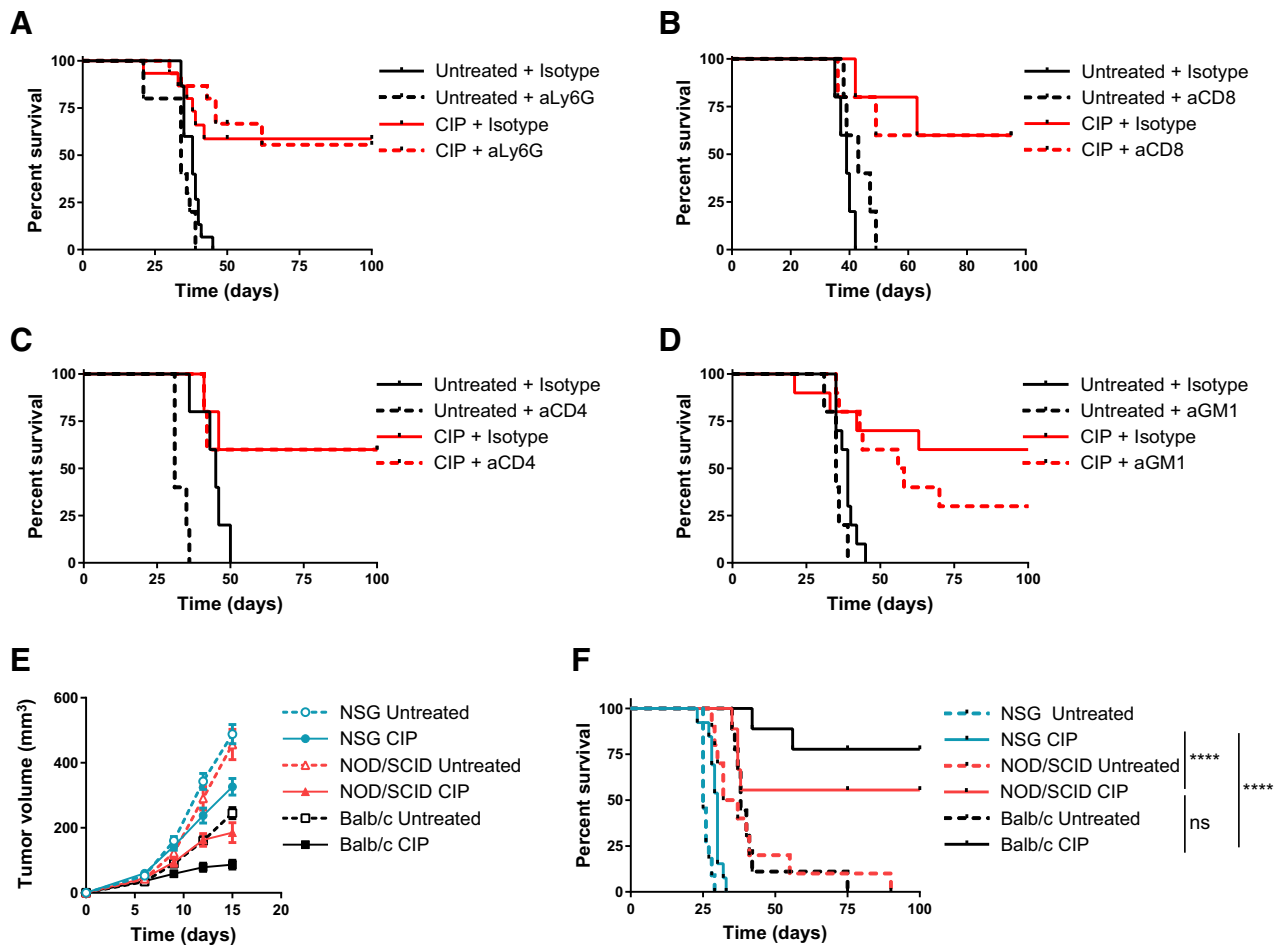 A
Percent survival
100
75
50
25
0
0 25 50 75 100
Time (days)
Untreated + Isotype
Untreated + aLy6G
CIP + Isotype
CIP + aLy6G
B
Percent survival
100
75
50
25
0
0 20 40 60 80 100
Time (days)
Untreated + Isotype
Untreated + aCD8
CIP + Isotype
CIP + aCD8
C
Percent survival
100
75
50
25
0
0 25 50 75 100
Time (days)
Untreated + Isotype
Untreated + aCD4
CIP + Isotype
CIP + aCD4
D
Percent survival
100
75
50
25
0
0 25 50 75 100
Time (days)
Untreated + Isotype
Untreated + aGM1
CIP + Isotype
CIP + aGM1
E
Tumor volume (mm³)
600
400
200
0
0 5 10 15 20
Time (days)
NSG Untreated
NSG CIP
NOD/SCID Untreated
NOD/SCID CIP
Balb/c Untreated
Balb/c CIP
F
Percent survival
100
75
50
25
0
0 25 50 75 100
Time (days)
NSG Untreated
NSG CIP
NOD/SCID Untreated
NOD/SCID CIP
Balb/c Untreated
Balb/c CIP
****
ns
****